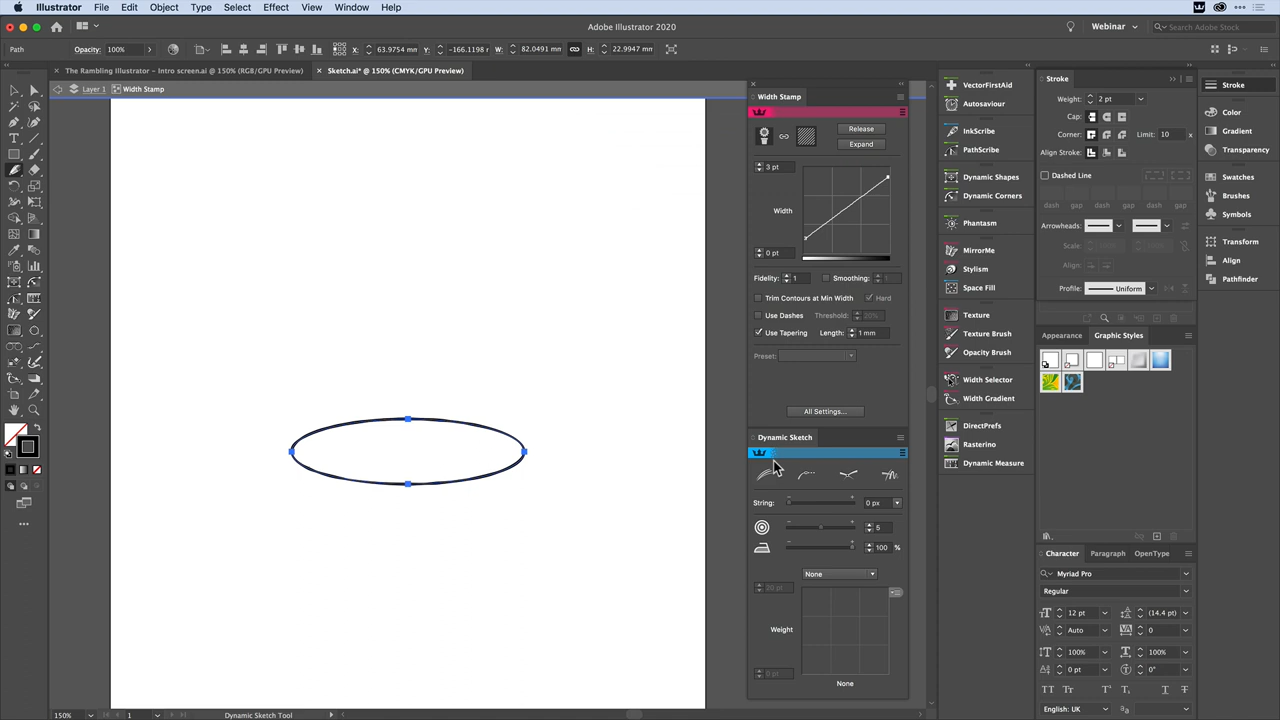 Illustrator File Edit Object Type Select Effect View Window Help
Adobe Illustrator 2020
Webinar
Search Adobe Stock
Path Opacity: 100% X: 63.9754 mm Y: -166.1198 m W: 82.0491 mm H: 22.9947 mm
× The Rambling Illustrator – Intro screen.ai @ 150% (RGB/GPU Preview)
× Sketch.ai* @ 150% (CMYK/GPU Preview)
Layer 1 Width Stamp
Width Stamp
Release
Expand
3 pt
Width
0 pt
Fidelity: 1 Smoothing:
Trim Contours at Min Width Hard
Use Dashes Threshold: 20%
Use Tapering Length: 1 mm
Preset:
All Settings...
Dynamic Sketch
String: 0 px
5
100 %
None
20 pt
Weight
0 pt
None
VectorFirstAid
Autosaviour
InkScribe
PathScribe
Dynamic Shapes
Dynamic Corners
Phantasm
MirrorMe
Stylism
Space Fill
Texture
Texture Brush
Opacity Brush
Width Selector
Width Gradient
DirectPrefs
Rasterino
Dynamic Measure
Stroke
Weight: 2 pt
Cap:
Corner: Limit: 10 x
Align Stroke:
Dashed Line
dash gap dash gap dash gap
Arrowheads:
Scale: 100% 100%
Align:
Profile: Uniform
Appearance Graphic Styles
Character Paragraph OpenType
Myriad Pro
Regular
12 pt (14.4 pt)
Auto 0
100% 100%
0 pt 0°
English: UK
Stroke
Color
Gradient
Transparency
Swatches
Brushes
Symbols
Transform
Align
Pathfinder
150% 1 Dynamic Sketch Tool